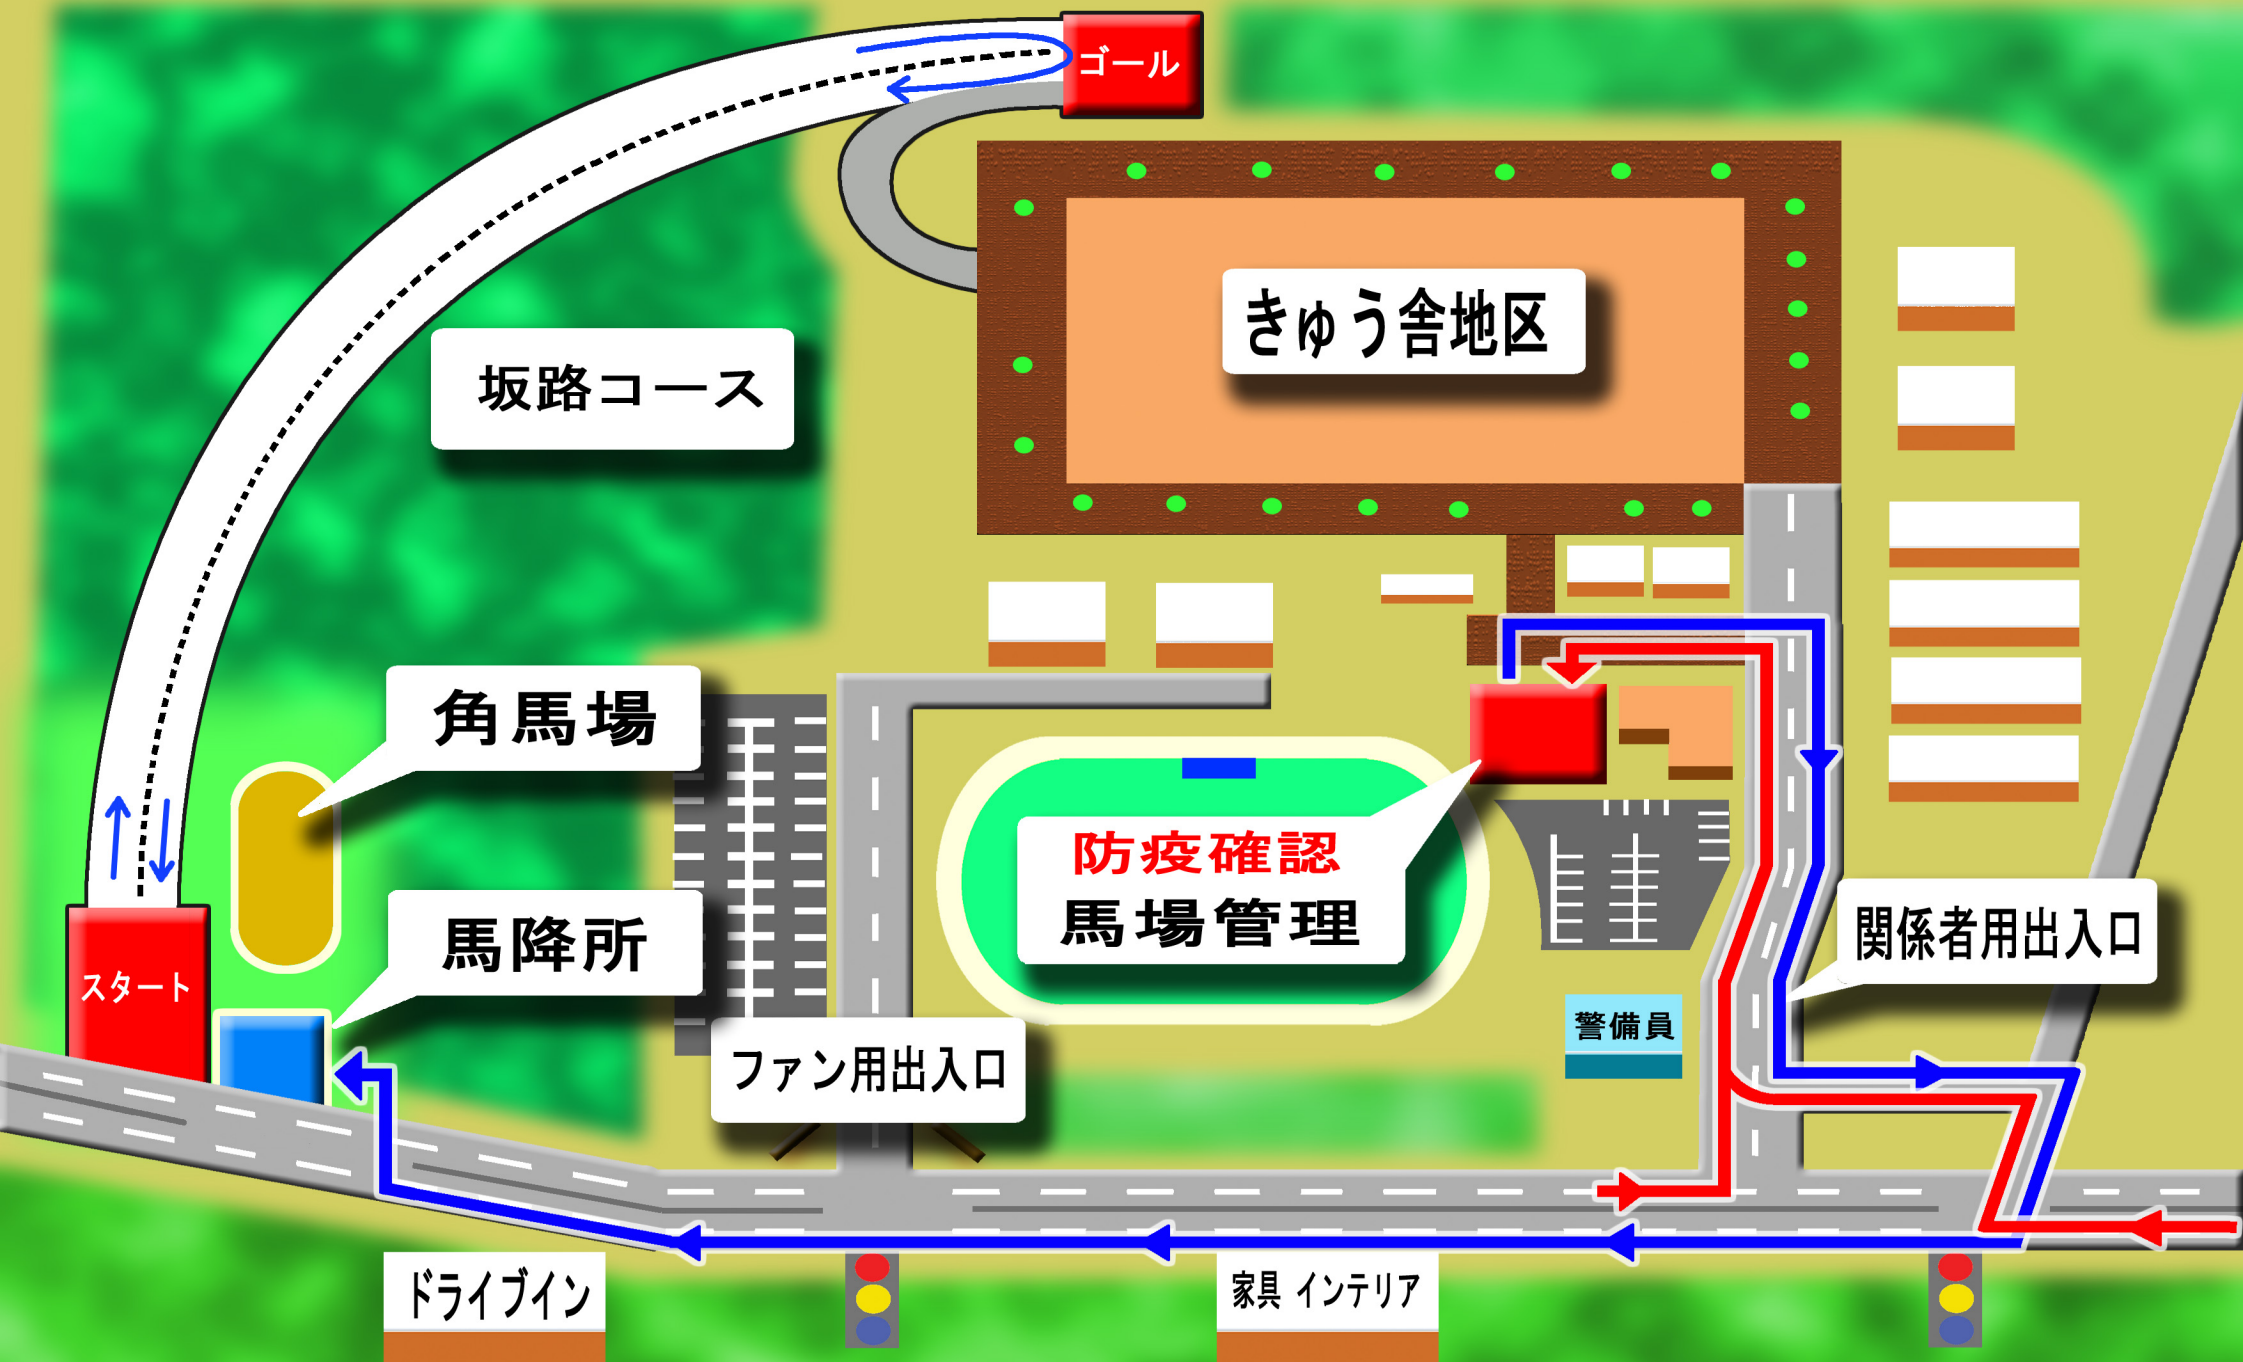 ゴール
きゅう舎地区
坂路コース
角馬場
防疫確認
馬場管理
馬降所
関係者用出入口
スタート
警備員
ファン用出入口
ドライブイン
家具 インテリア